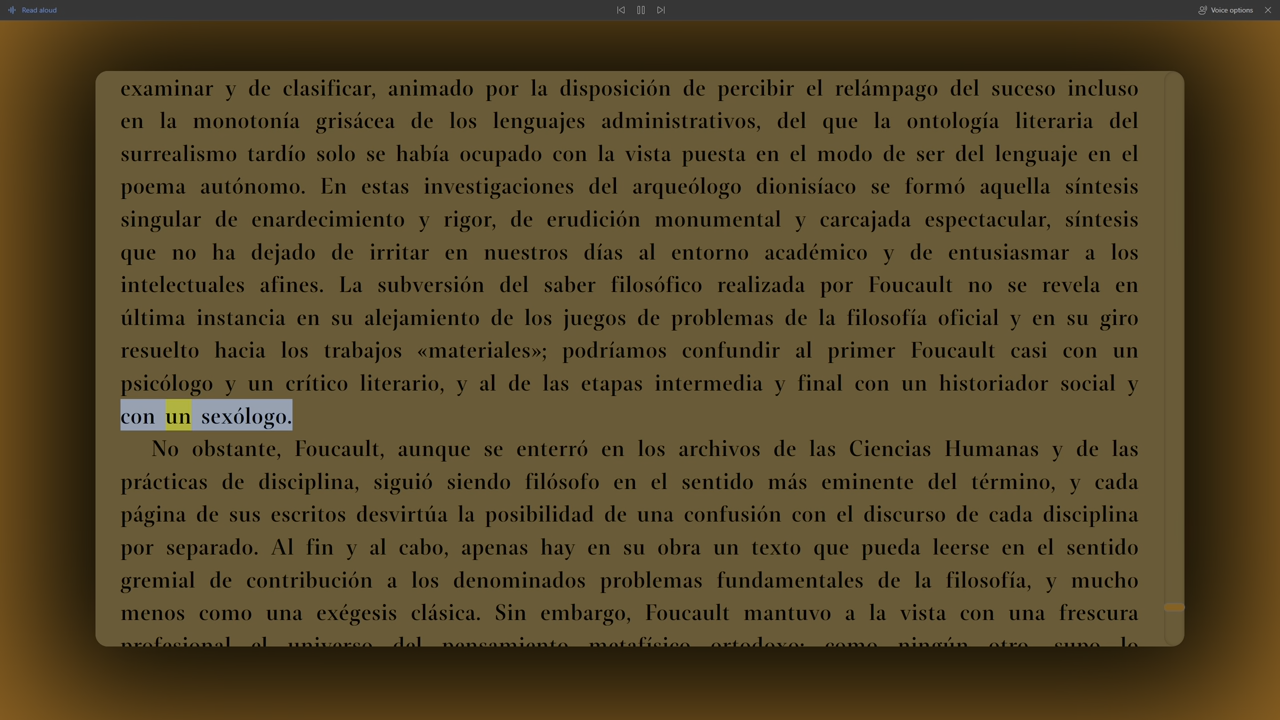 Read aloud
Voice options
examinar y de clasificar, animado por la disposición de percibir el relámpago del suceso incluso
en la monotonía grisácea de los lenguajes administrativos, del que la ontología literaria del
surrealismo tardío solo se había ocupado con la vista puesta en el modo de ser del lenguaje en el
poema autónomo. En estas investigaciones del arqueólogo dionisíaco se formó aquella síntesis
singular de enardecimiento y rigor, de erudición monumental y carcajada espectacular, síntesis
que no ha dejado de irritar en nuestros días al entorno académico y de entusiasmar a los
intelectuales afines. La subversión del saber filosófico realizada por Foucault no se revela en
última instancia en su alejamiento de los juegos de problemas de la filosofía oficial y en su giro
resuelto hacia los trabajos «materiales»; podríamos confundir al primer Foucault casi con un
psicólogo y un crítico literario, y al de las etapas intermedia y final con un historiador social y
con un sexólogo.
No obstante, Foucault, aunque se enterró en los archivos de las Ciencias Humanas y de las
prácticas de disciplina, siguió siendo filósofo en el sentido más eminente del término, y cada
página de sus escritos desvirtúa la posibilidad de una confusión con el discurso de cada disciplina
por separado. Al fin y al cabo, apenas hay en su obra un texto que pueda leerse en el sentido
gremial de contribución a los denominados problemas fundamentales de la filosofía, y mucho
menos como una exégesis clásica. Sin embargo, Foucault mantuvo a la vista con una frescura
profesional el universo del pensamiento metafísico ortodoxo; como ningún otro, supo lo